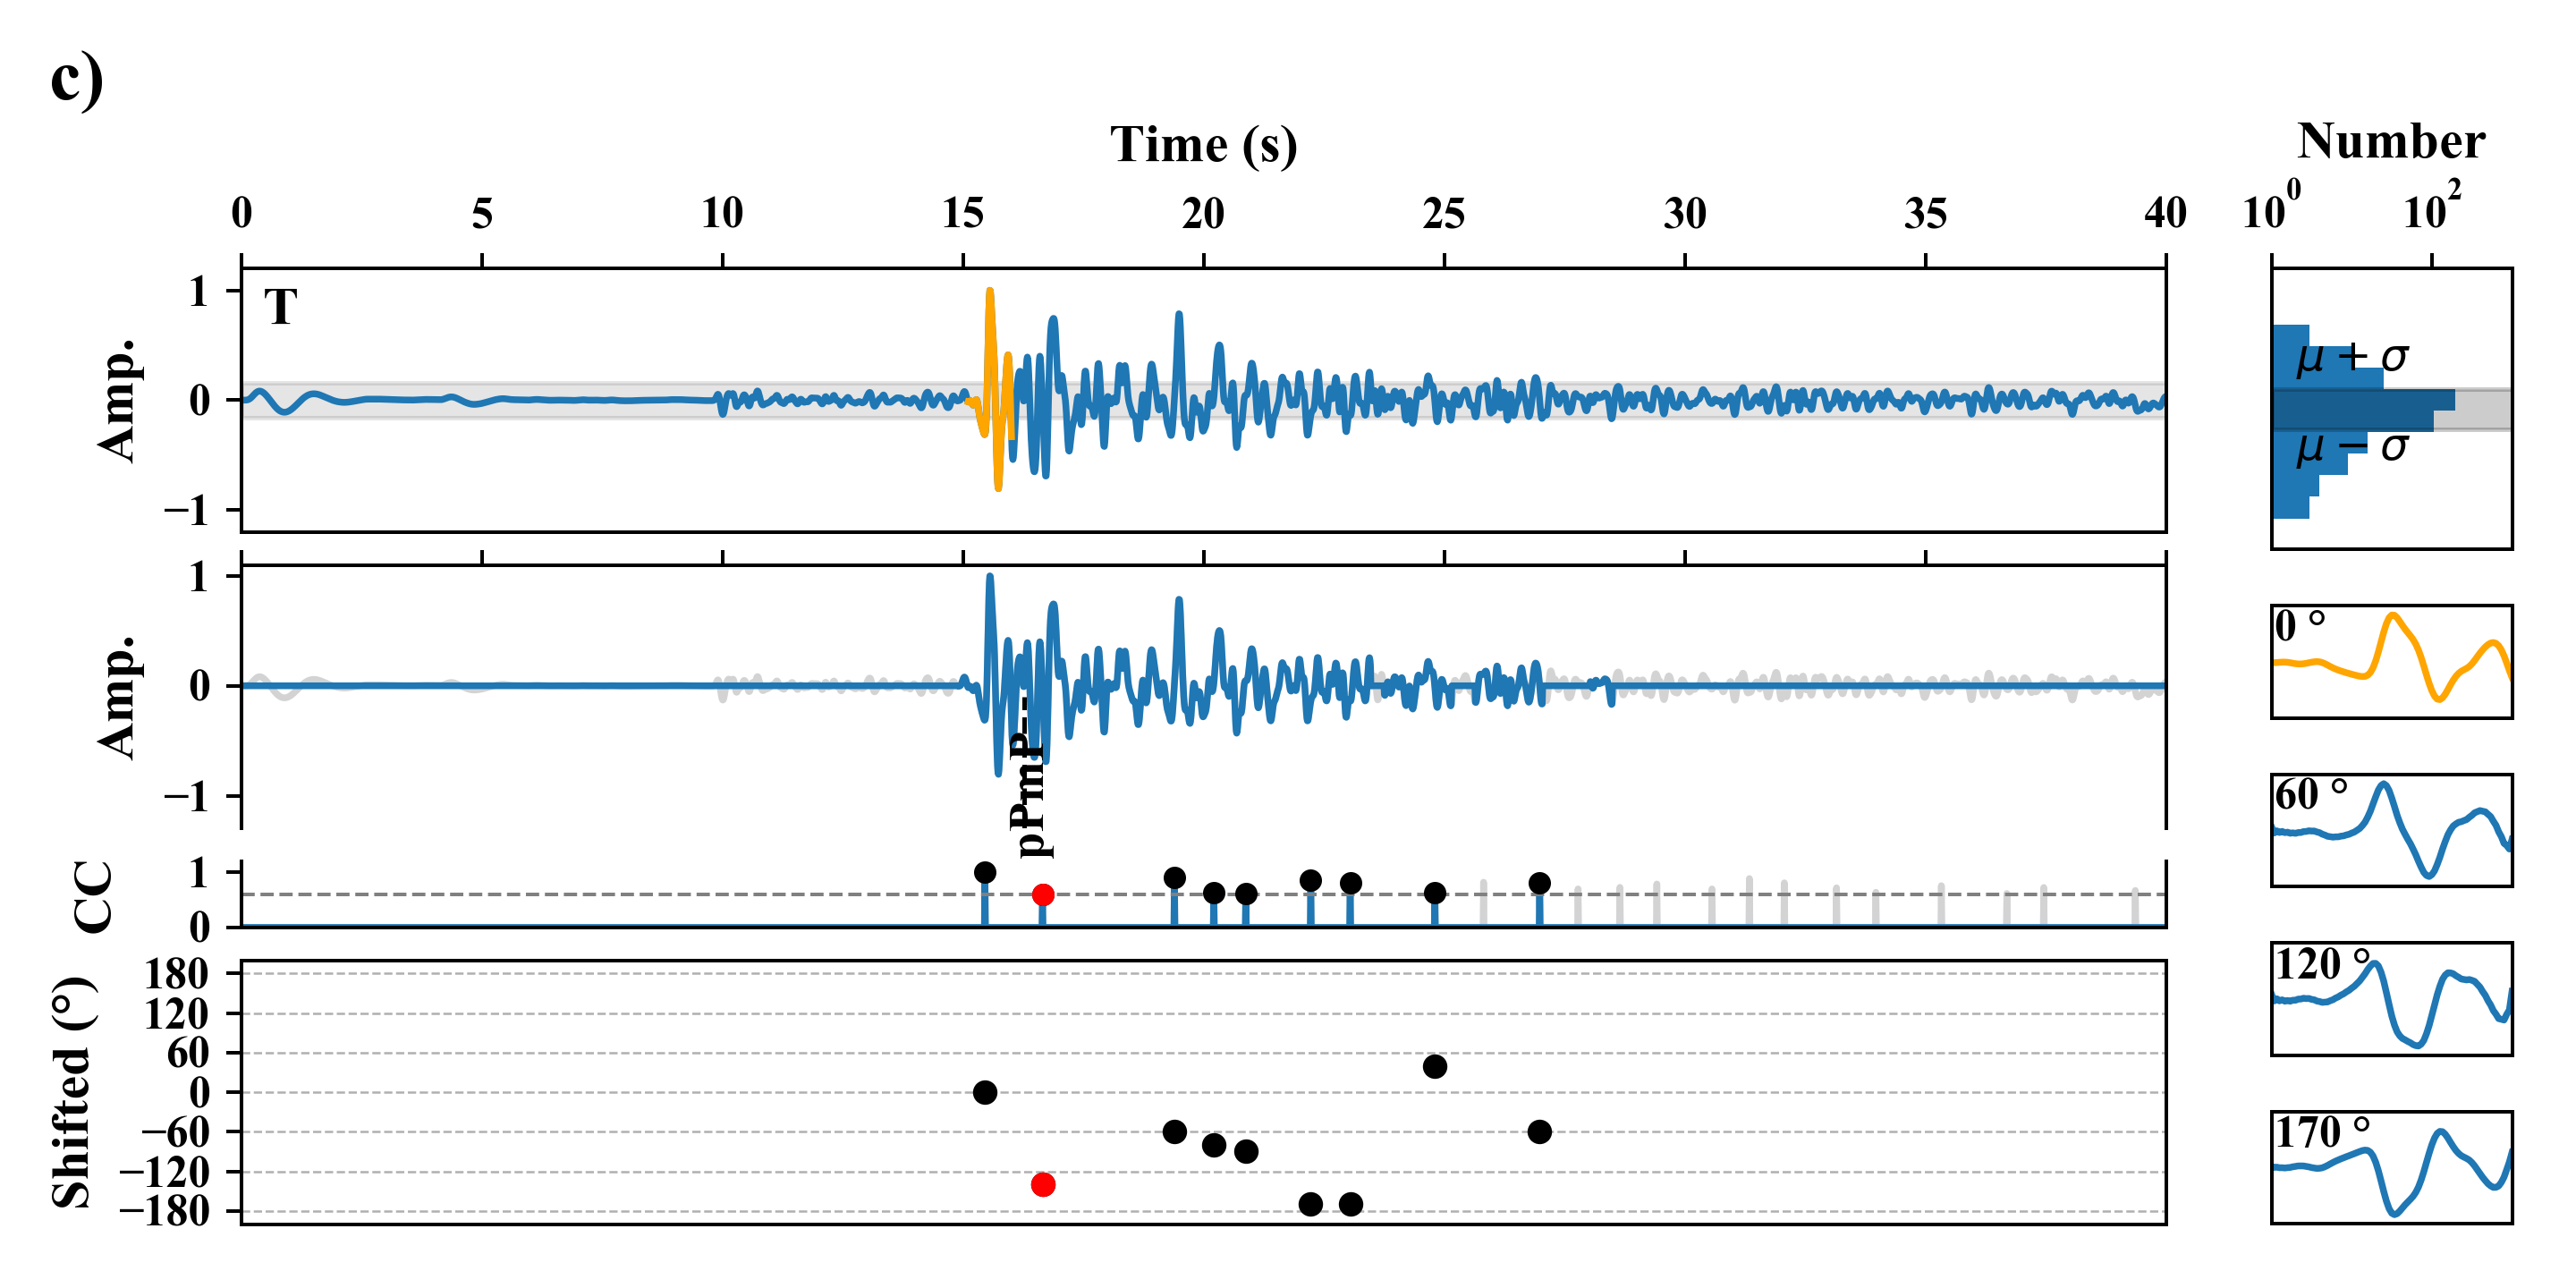 c)
Time (s)
Number
0 5 10 15 20 25 30 35 40
10^0 10^2
T
Amp.
1
0
−1
μ + σ
μ − σ
Amp.
1
0
−1
pPmP
CC
1
0
Shifted (°)
180
120
60
0
−60
−120
−180
0 °
60 °
120 °
170 °